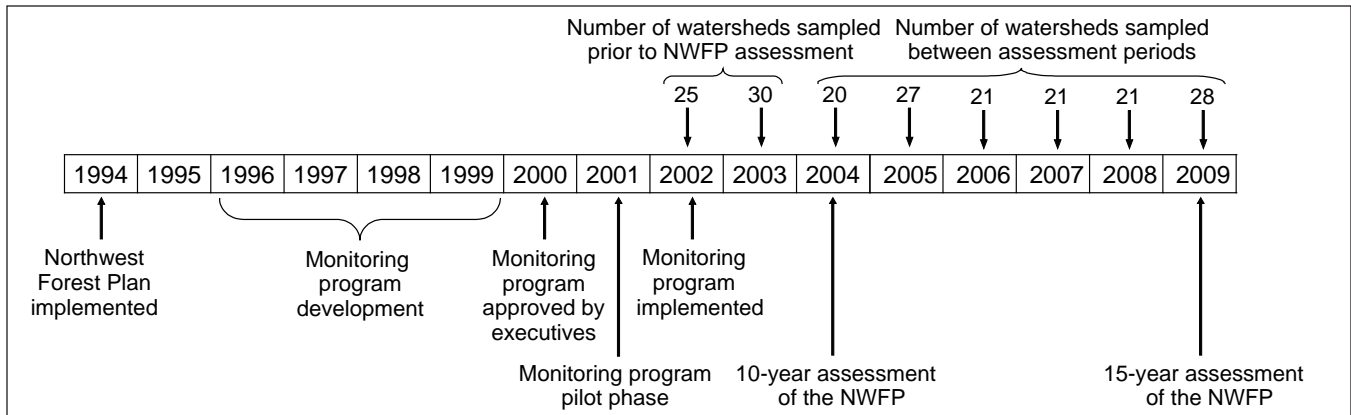 Number of watersheds sampled
prior to NWFP assessment
Number of watersheds sampled
between assessment periods
25 30 20 27 21 21 21 28
1994 1995 1996 1997 1998 1999 2000 2001 2002 2003 2004 2005 2006 2007 2008 2009
Northwest
Forest Plan
implemented
Monitoring
program
development
Monitoring
program
approved by
executives
Monitoring
program
implemented
Monitoring program
pilot phase
10-year assessment
of the NWFP
15-year assessment
of the NWFP